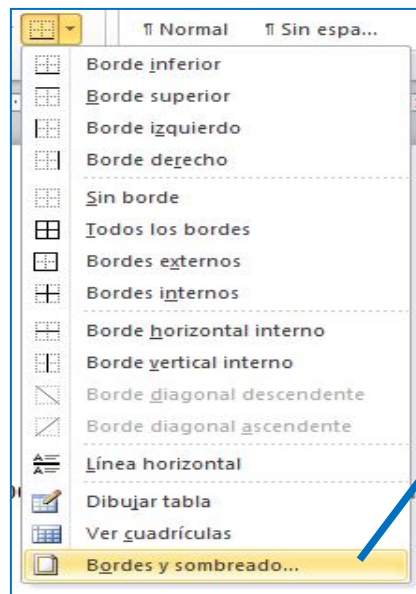 ¶ Normal ¶ Sin espa...
Borde inferior
Borde superior
Borde izquierdo
Borde derecho
Sin borde
Todos los bordes
Bordes externos
Bordes internos
Borde horizontal interno
Borde vertical interno
Borde diagonal descendente
Borde diagonal ascendente
Línea horizontal
Dibujar tabla
Ver cuadrículas
Bordes y sombreado...